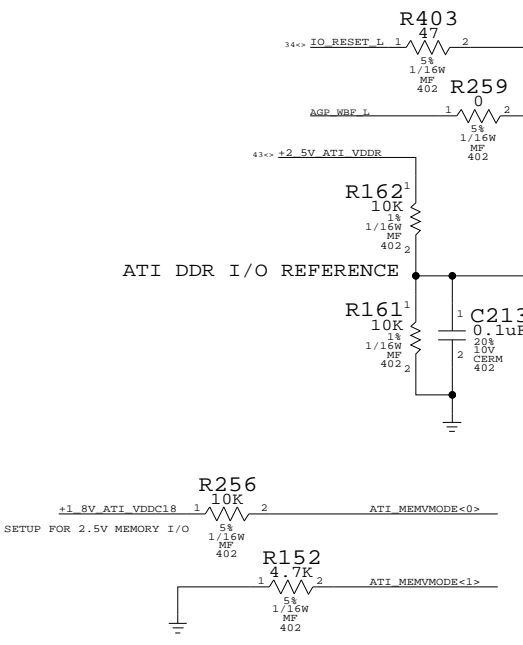 R403
47
34<> IO_RESET_L 1 2
5%
1/16W
MF
402
R259
0
AGP_WBF_L 1 2
5%
1/16W
MF
402
43<> +2_5V_ATI_VDDR
R162 1
10K
1%
1/16W
MF
402 2
ATI DDR I/O REFERENCE
R161 1
10K
1%
1/16W
MF
402 2
1 C213
0.1uF
20%
2 10V
CERM
402
R256
10K
+1_8V_ATI_VDDC18 1 2 ATI_MEMVMODE<0>
SETUP FOR 2.5V MEMORY I/O
5%
1/16W
MF
402
R152
4.7K
1 2 ATI_MEMVMODE<1>
5%
1/16W
MF
402